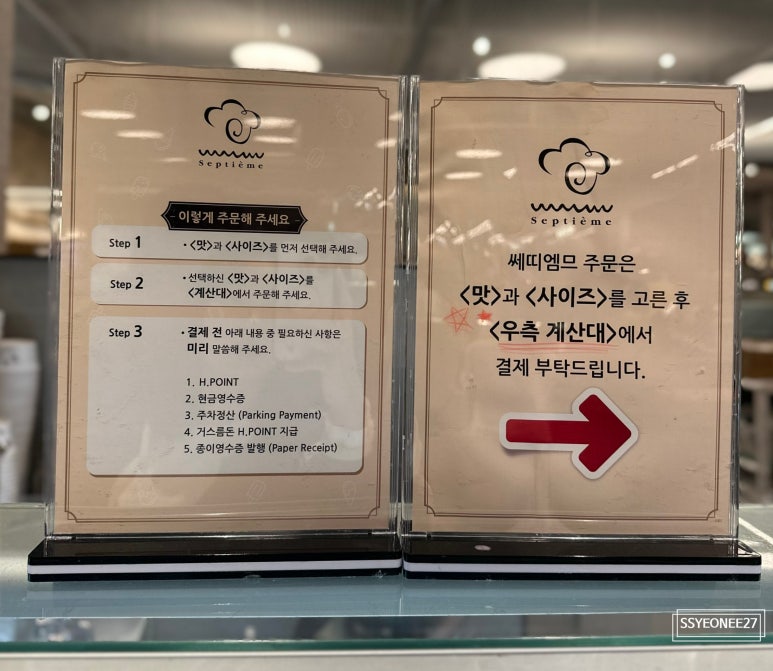 Septième
이렇게 주문해 주세요
Step 1
• <맛>과 <사이즈>를 먼저 선택해 주세요.
Step 2
• 선택하신 <맛>과 <사이즈>를
<계산대>에서 주문해 주세요.
Step 3
• 결제 전 아래 내용 중 필요하신 사항은
미리 말씀해 주세요.
1. H.POINT
2. 현금영수증
3. 주차정산 (Parking Payment)
4. 거스름돈 H.POINT 지급
5. 종이영수증 발행 (Paper Receipt)
Septième
쎄띠엠므 주문은
<맛>과 <사이즈>를 고른 후
<우측 계산대>에서
결제 부탁드립니다.
SSYEONEE27